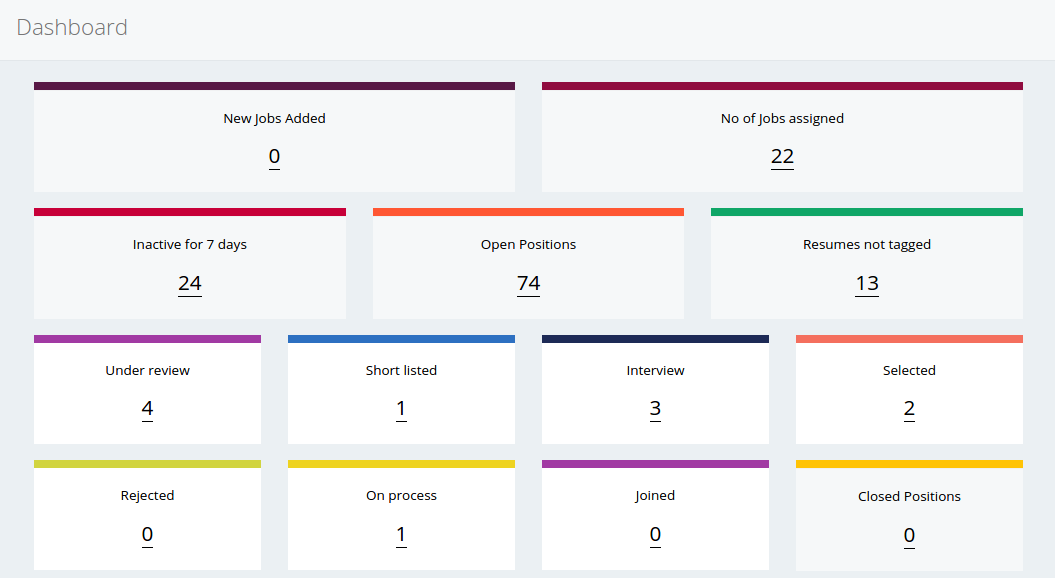 Dashboard
New Jobs Added
0
No of Jobs assigned
22
Inactive for 7 days
24
Open Positions
74
Resumes not tagged
13
Under review
4
Short listed
1
Interview
3
Selected
2
Rejected
0
On process
1
Joined
0
Closed Positions
0